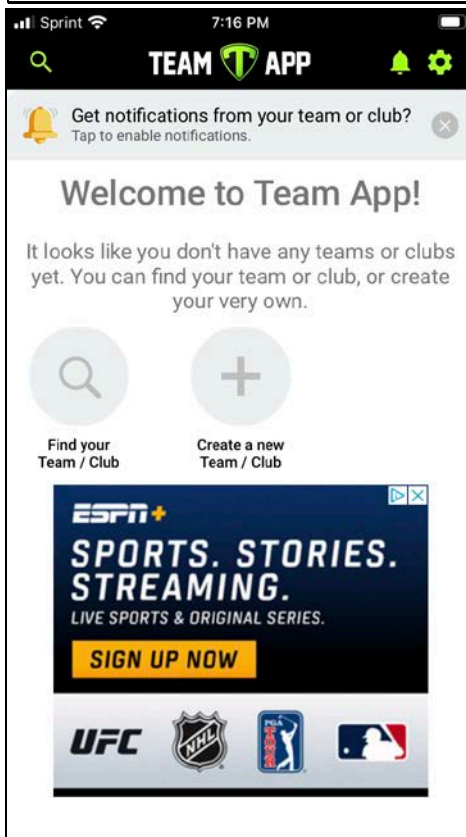 Sprint 7:16 PM
TEAM T APP
Get notifications from your team or club?
Tap to enable notifications.
Welcome to Team App!
It looks like you don't have any teams or clubs
yet. You can find your team or club, or create
your very own.
Find your
Team / Club
Create a new
Team / Club
ESPN+
SPORTS. STORIES.
STREAMING.
LIVE SPORTS & ORIGINAL SERIES.
SIGN UP NOW
UFC NHL PGA TOUR